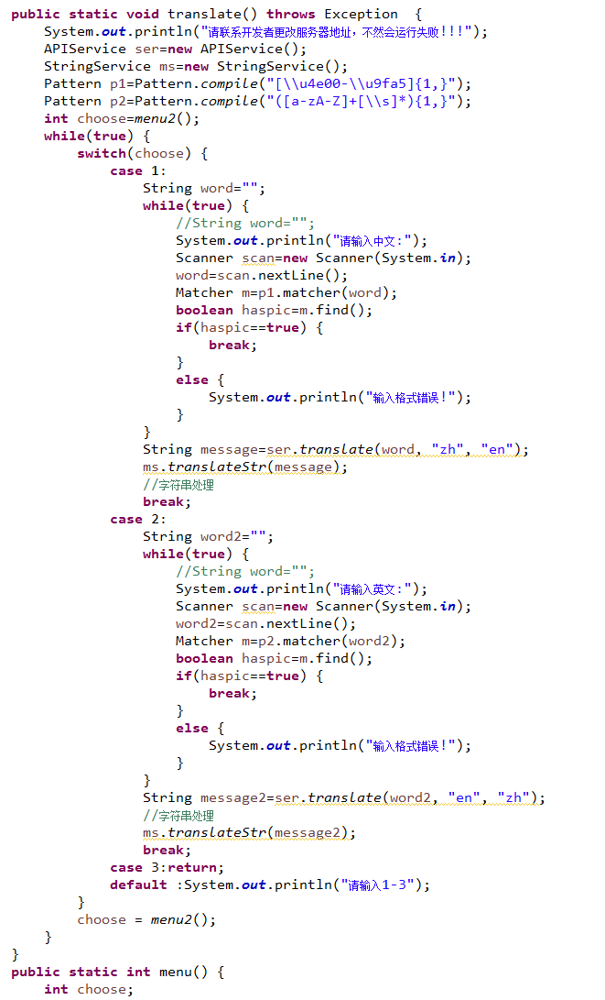 public static void translate() throws Exception  {
    System.out.println("请联系开发者更改服务器地址，不然会运行失败!!!");
    APIService ser=new APIService();
    StringService ms=new StringService();
    Pattern p1=Pattern.compile("[\\u4e00-\\u9fa5]{1,}");
    Pattern p2=Pattern.compile("([a-zA-Z]+[\\s]*){1,}");
    int choose=menu2();
    while(true) {
        switch(choose) {
            case 1:
                String word="";
                while(true) {
                    //String word="";
                    System.out.println("请输入中文:");
                    Scanner scan=new Scanner(System.in);
                    word=scan.nextLine();
                    Matcher m=p1.matcher(word);
                    boolean haspic=m.find();
                    if(haspic==true) {
                        break;
                    }
                    else {
                        System.out.println("输入格式错误!");
                    }
                }
                String message=ser.translate(word, "zh", "en");
                ms.translateStr(message);
                //字符串处理
                break;
            case 2:
                String word2="";
                while(true) {
                    //String word="";
                    System.out.println("请输入英文:");
                    Scanner scan=new Scanner(System.in);
                    word2=scan.nextLine();
                    Matcher m=p2.matcher(word2);
                    boolean haspic=m.find();
                    if(haspic==true) {
                        break;
                    }
                    else {
                        System.out.println("输入格式错误!");
                    }
                }
                String message2=ser.translate(word2, "en", "zh");
                //字符串处理
                ms.translateStr(message2);
                break;
            case 3:return;
            default :System.out.println("请输入1-3");
        }
        choose = menu2();
    }
}
public static int menu() {
    int choose;